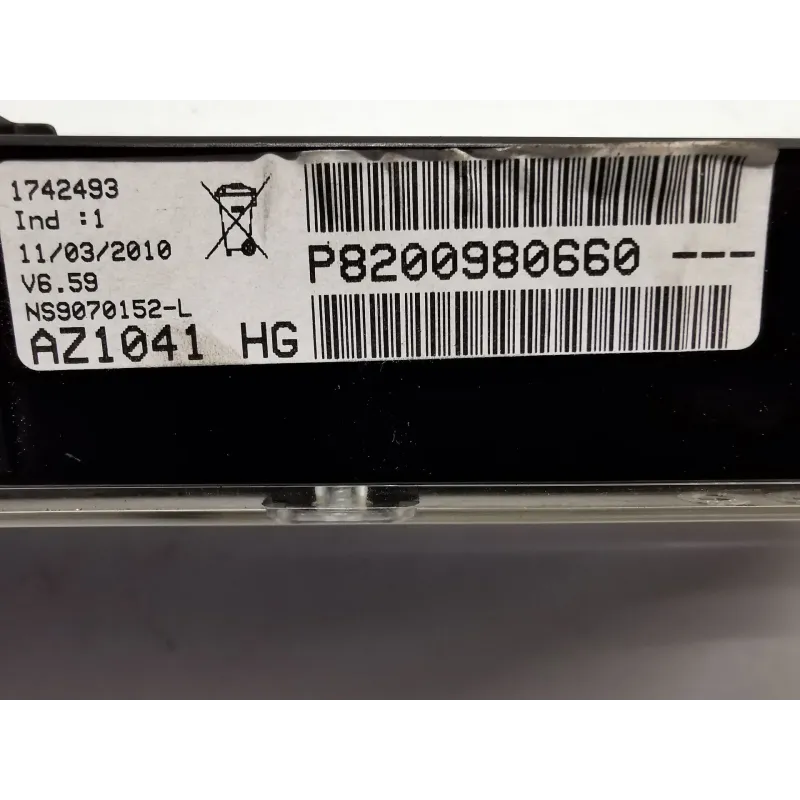 1742493
Ind :1
11/03/2010
V6.59
NS9070152-L
AZ1041 HG
P8200980660 ---